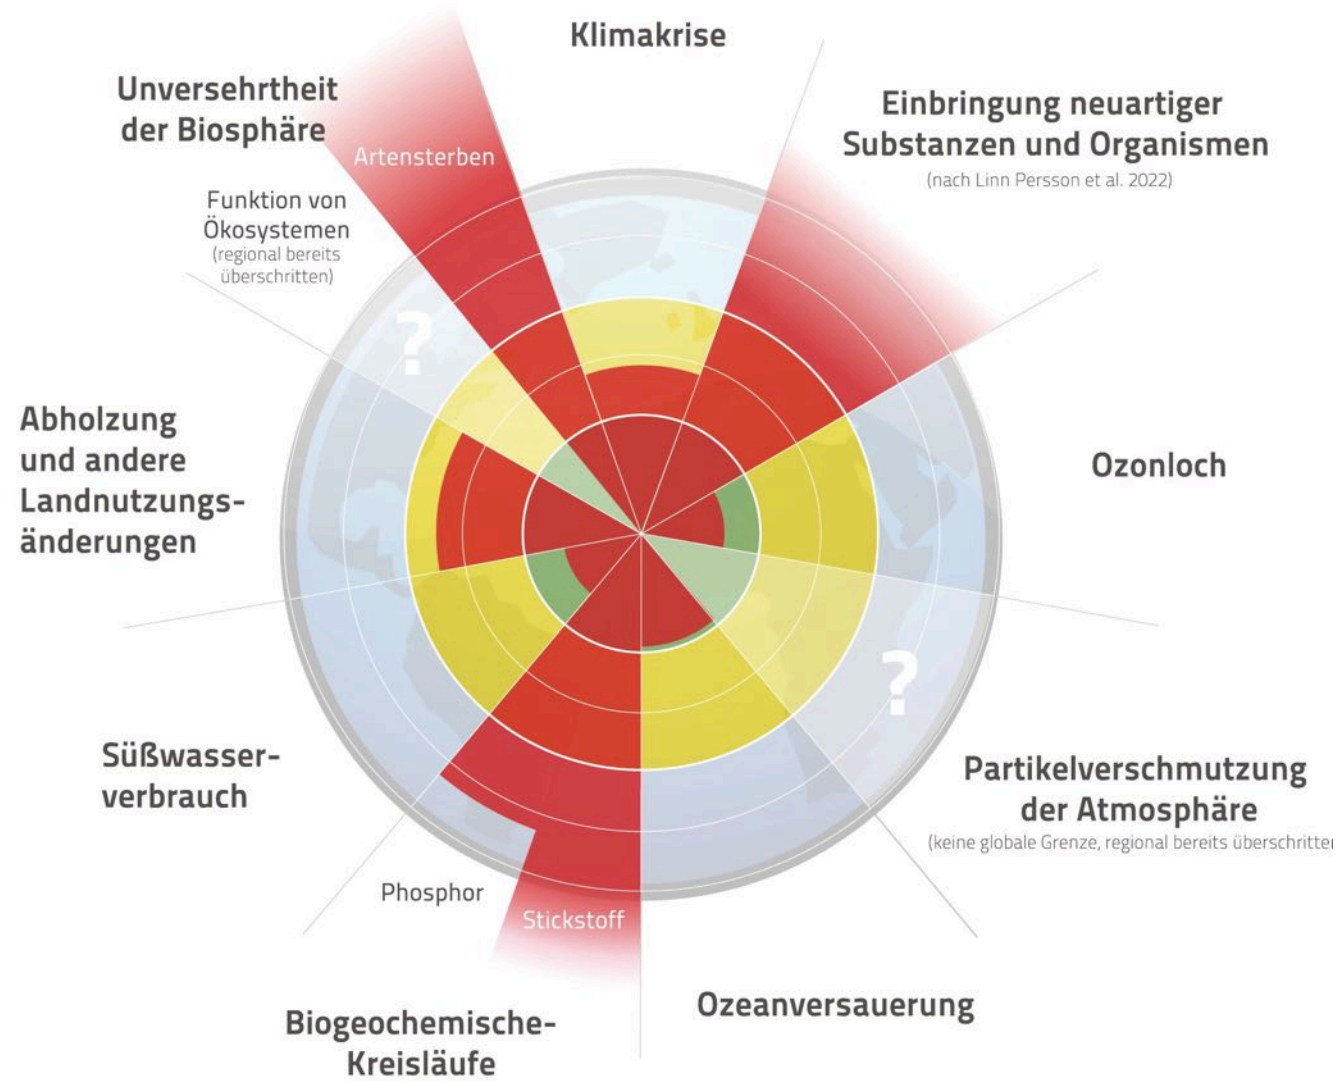 Klimakrise
Unversehrtheit
der Biosphäre
Artensterben
Funktion von
Ökosystemen
(regional bereits
überschritten)
Einbringung neuartiger
Substanzen und Organismen
(nach Linn Persson et al. 2022)
?
Abholzung
und andere
Landnutzungs-
änderungen
Ozonloch
?
Süßwasser-
verbrauch
Partikelverschmutzung
der Atmosphäre
(keine globale Grenze, regional bereits überschritten
Phosphor
Stickstoff
Ozeanversauerung
Biogeochemische-
Kreisläufe